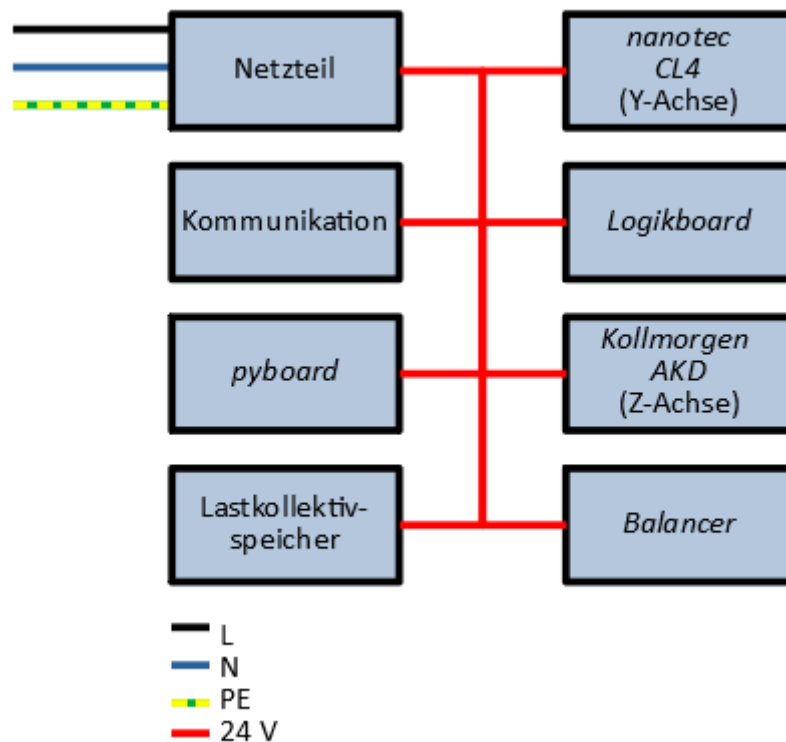 Netzteil
nanotec
CL4
(Y-Achse)
Kommunikation
Logikboard
pyboard
Kollmorgen
AKD
(Z-Achse)
Lastkollektiv-
speicher
Balancer
L
N
PE
24 V